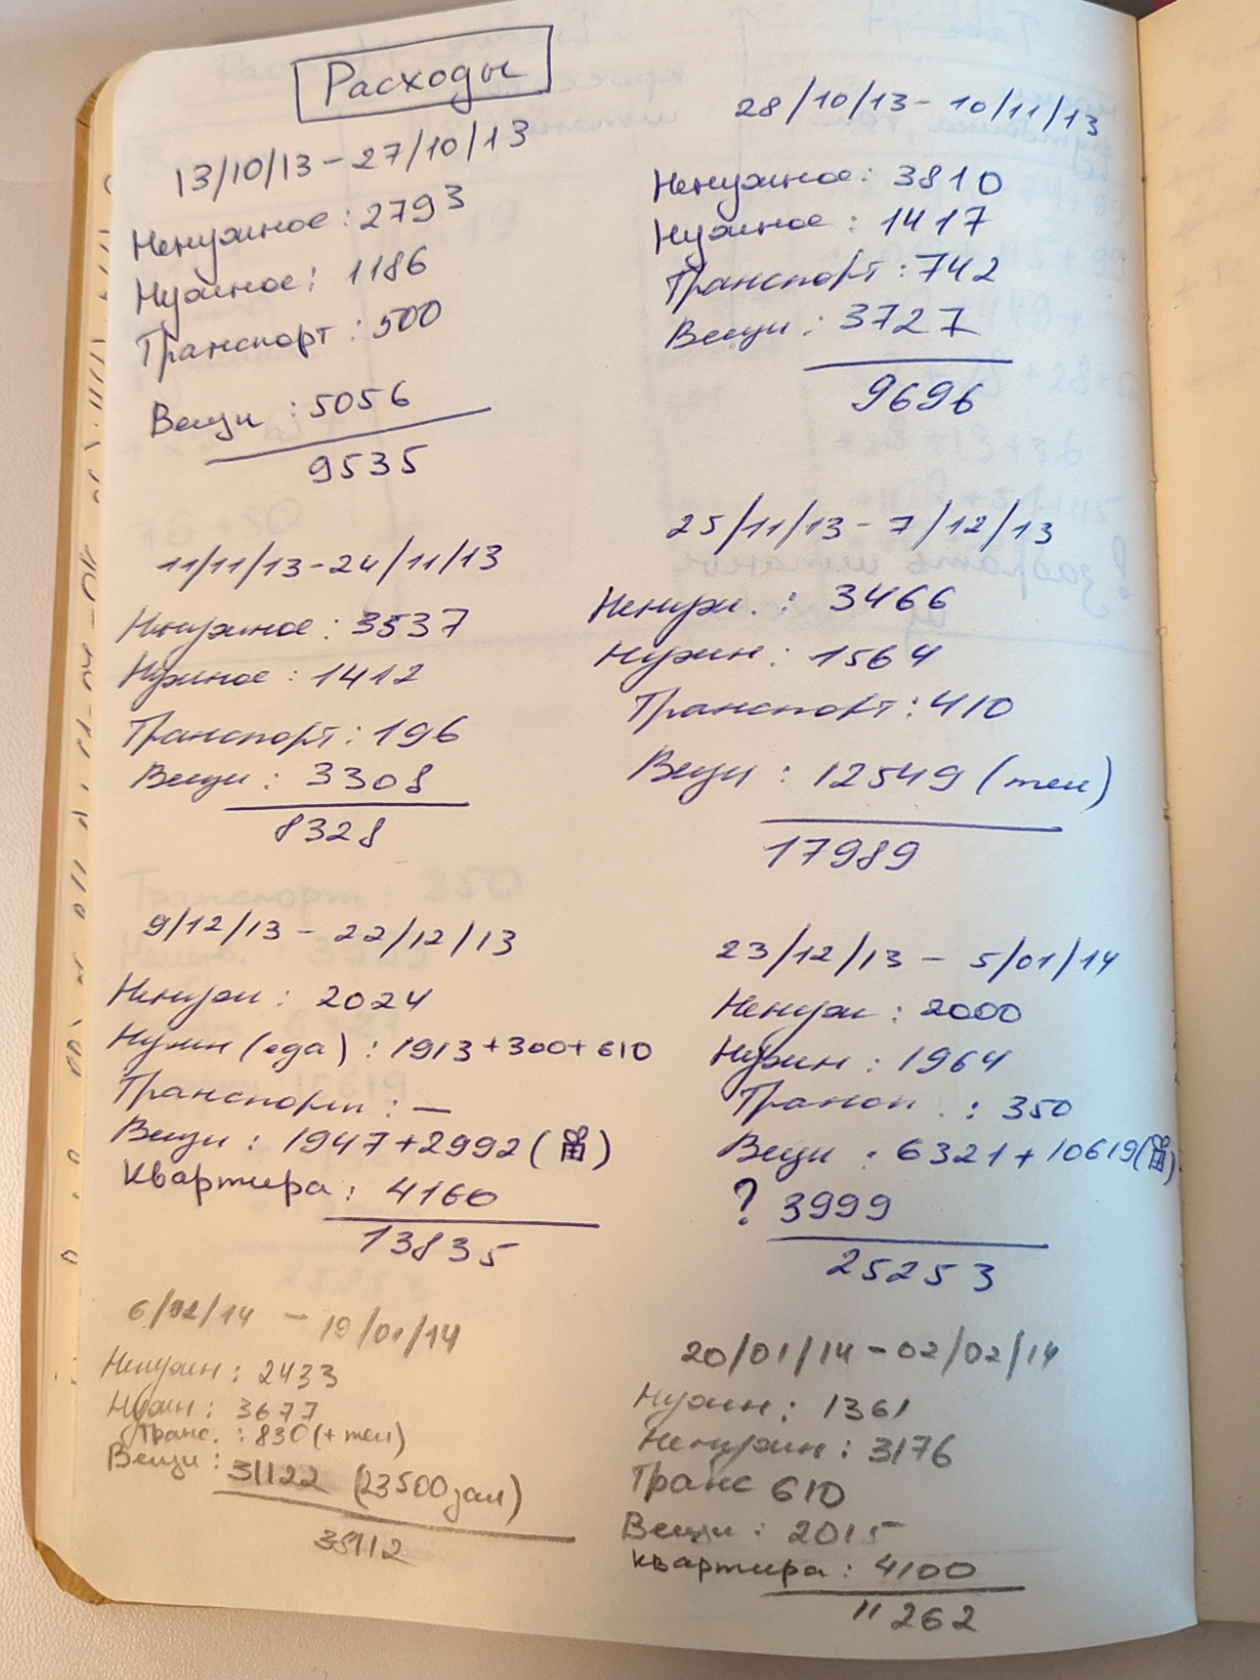 Расходы
13/10/13 - 27/10/13
Ненужное: 2793
Нужное: 1186
Транспорт: 500
Вещи: 5056
9535
28/10/13 - 10/11/13
Ненужное: 3810
Нужное: 1417
Транспорт: 742
Вещи: 3727
9696
11/11/13 - 24/11/13
Ненужное: 3537
Нужное: 1412
Транспорт: 196
Вещи: 3308
8328
25/11/13 - 7/12/13
Ненужн.: 3466
Нужн: 1564
Транспорт: 410
Вещи: 12549 (тел)
17989
9/12/13 - 22/12/13
Ненужн: 2024
Нужн (еда): 1913+300+610
Транспорт: —
Вещи: 1947+2992 ( )
Квартира: 4160
13835
23/12/13 - 5/01/14
Ненужн: 2000
Нужн: 1964
Трансп.: 350
Вещи: 6321+10619 ( )
? 3999
25253
6/ /14 - 19/01/14
Ненужн: 2433
Нужн: 3677
Транс.: 830 (+тел)
Вещи: 31122 (23500 зал)
20/01/14 - 02/02/14
Нужн: 1361
Ненужн: 3176
Транс 610
Вещи: 2015
квартира: 4100
11262